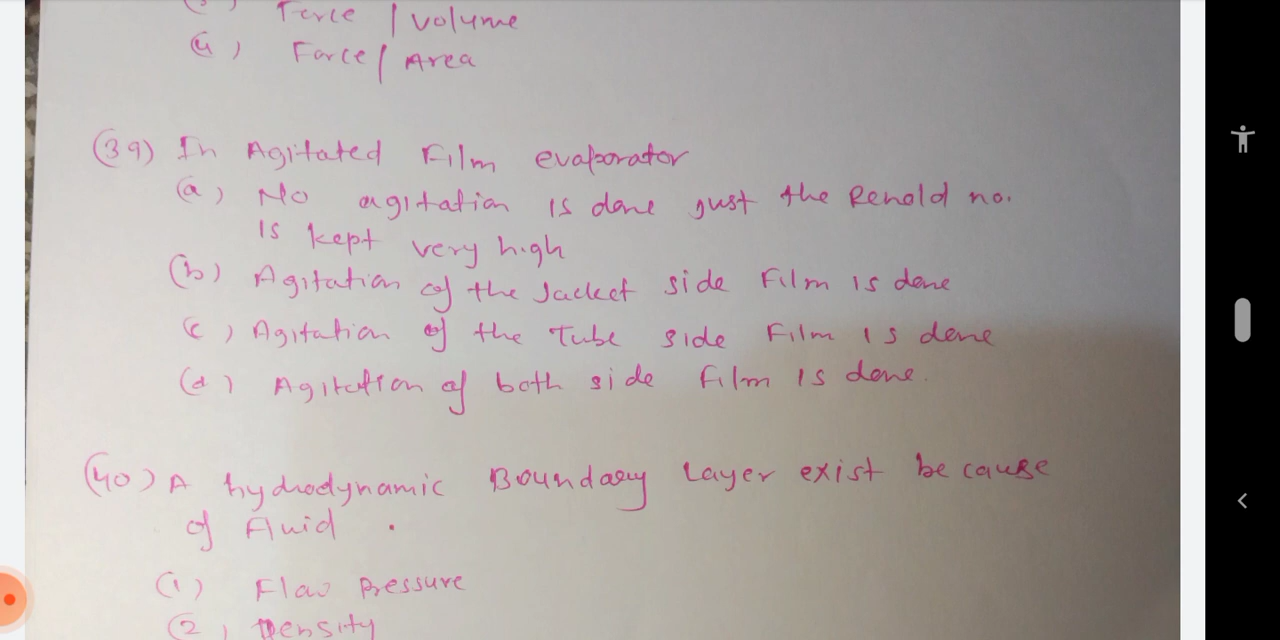 Force / Volume
(4) Force / Area
(39) In Agitated Film evaporator
(a) No agitation is done just the Renold no.
is kept very high
(b) Agitation of the Jacket side Film is done
(c) Agitation of the Tube side Film is done
(d) Agitation of both side film is done.
(40) A hydrodynamic Boundary Layer exist because
of Fluid .
(1) Flow Pressure
(2) Density